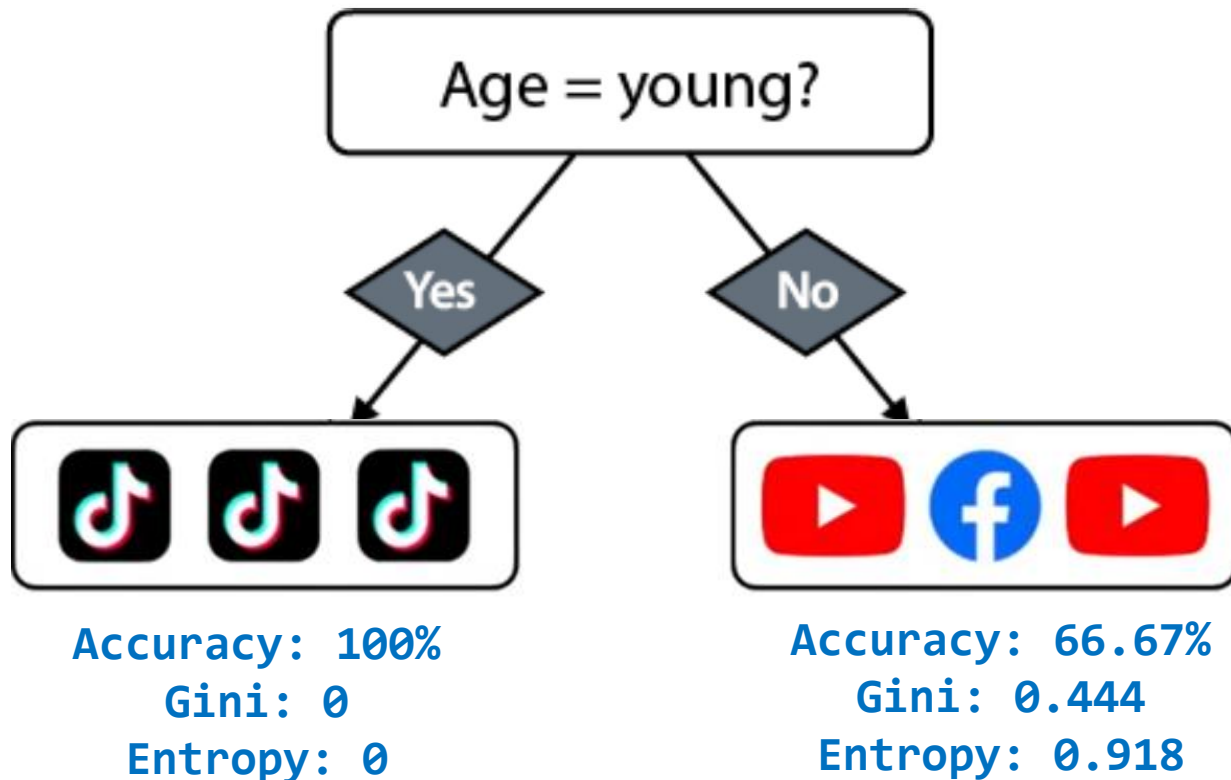 Age = young?
Yes
No
Accuracy: 100%
Gini: 0
Entropy: 0
Accuracy: 66.67%
Gini: 0.444
Entropy: 0.918